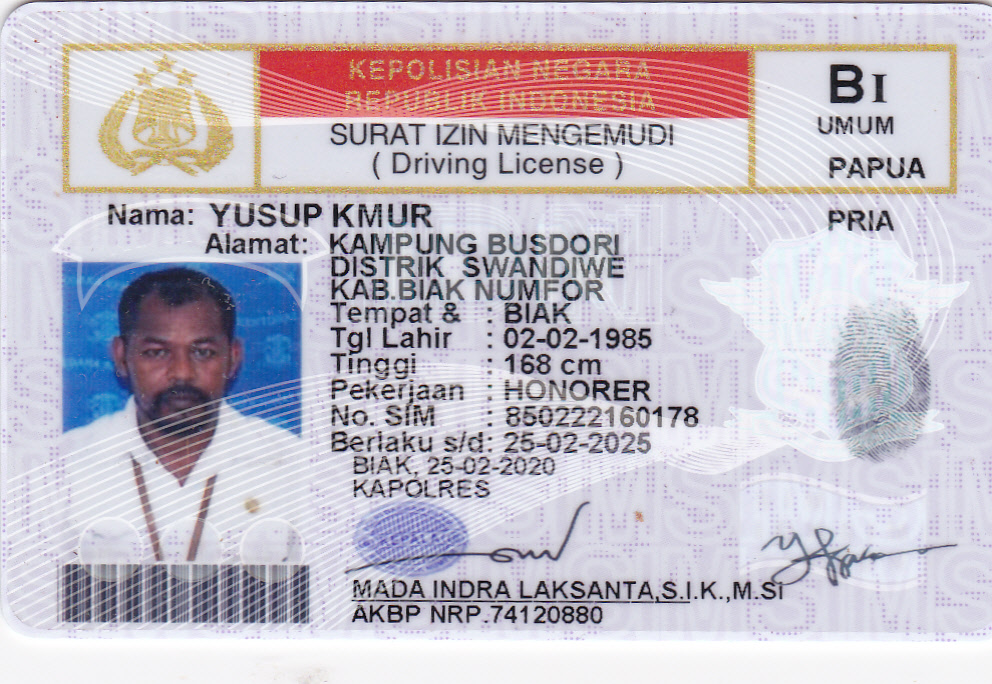 KEPOLISIAN NEGARA
REPUBLIK INDONESIA
SURAT IZIN MENGEMUDI
( Driving License )
BI
UMUM
PAPUA
Nama: YUSUP KMUR
PRIA
Alamat: KAMPUNG BUSDORI
DISTRIK SWANDIWE
KAB.BIAK NUMFOR
Tempat & : BIAK
Tgl Lahir : 02-02-1985
Tinggi : 168 cm
Pekerjaan : HONORER
No. SIM : 850222160178
Berlaku s/d: 25-02-2025
BIAK, 25-02-2020
KAPOLRES
KEPALA
MADA INDRA LAKSANTA,S.I.K.,M.Si
AKBP NRP.74120880